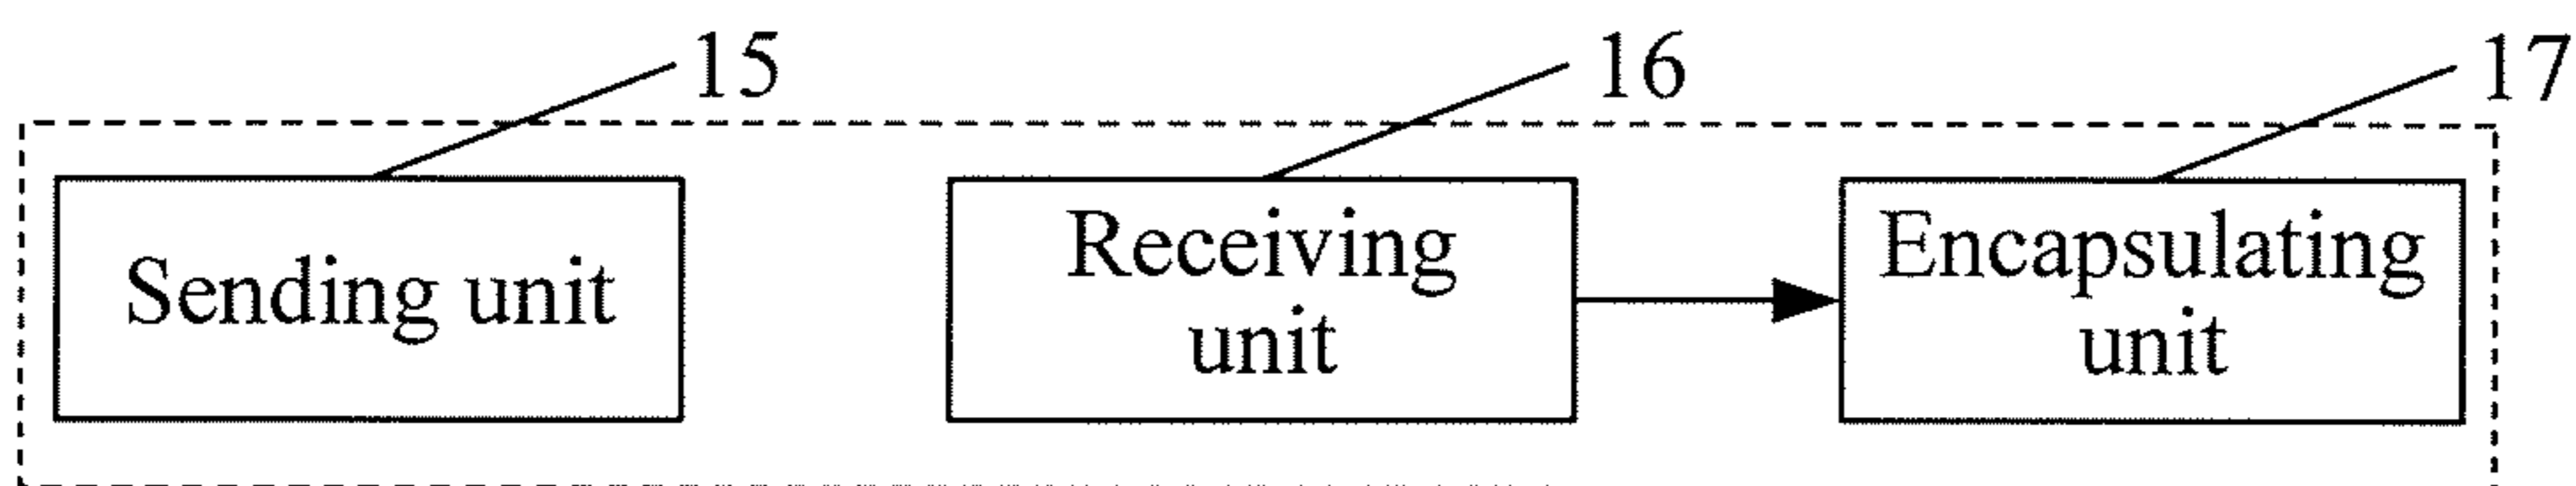 15
16
17
Sending unit
Receiving
unit
Encapsulating
unit